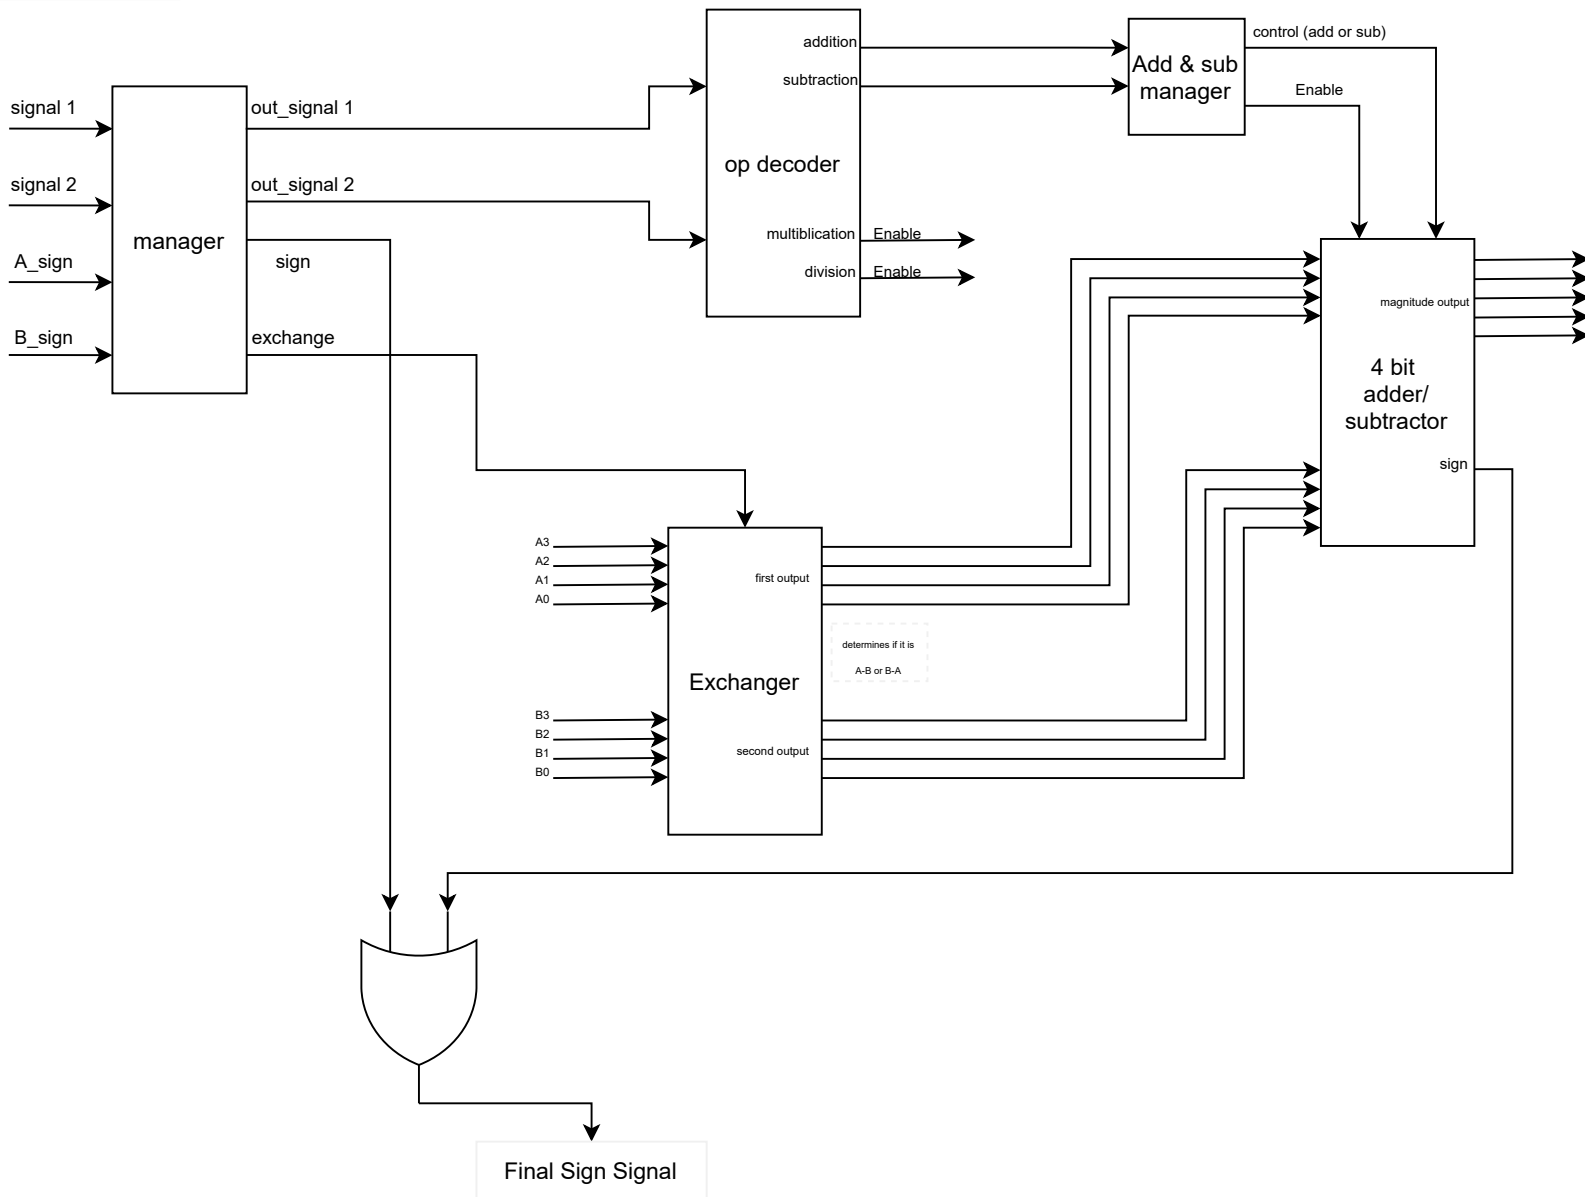 signal 1
signal 2
A_sign
B_sign
manager
out_signal 1
out_signal 2
sign
exchange
addition
subtraction
op decoder
multiblication
division
Enable
Enable
Add & sub
manager
control (add or sub)
Enable
magnitude output
4 bit
adder/
subtractor
sign
A3
A2
A1
A0
first output
determines if it is
A-B or B-A
Exchanger
B3
B2
B1
B0
second output
Final Sign Signal